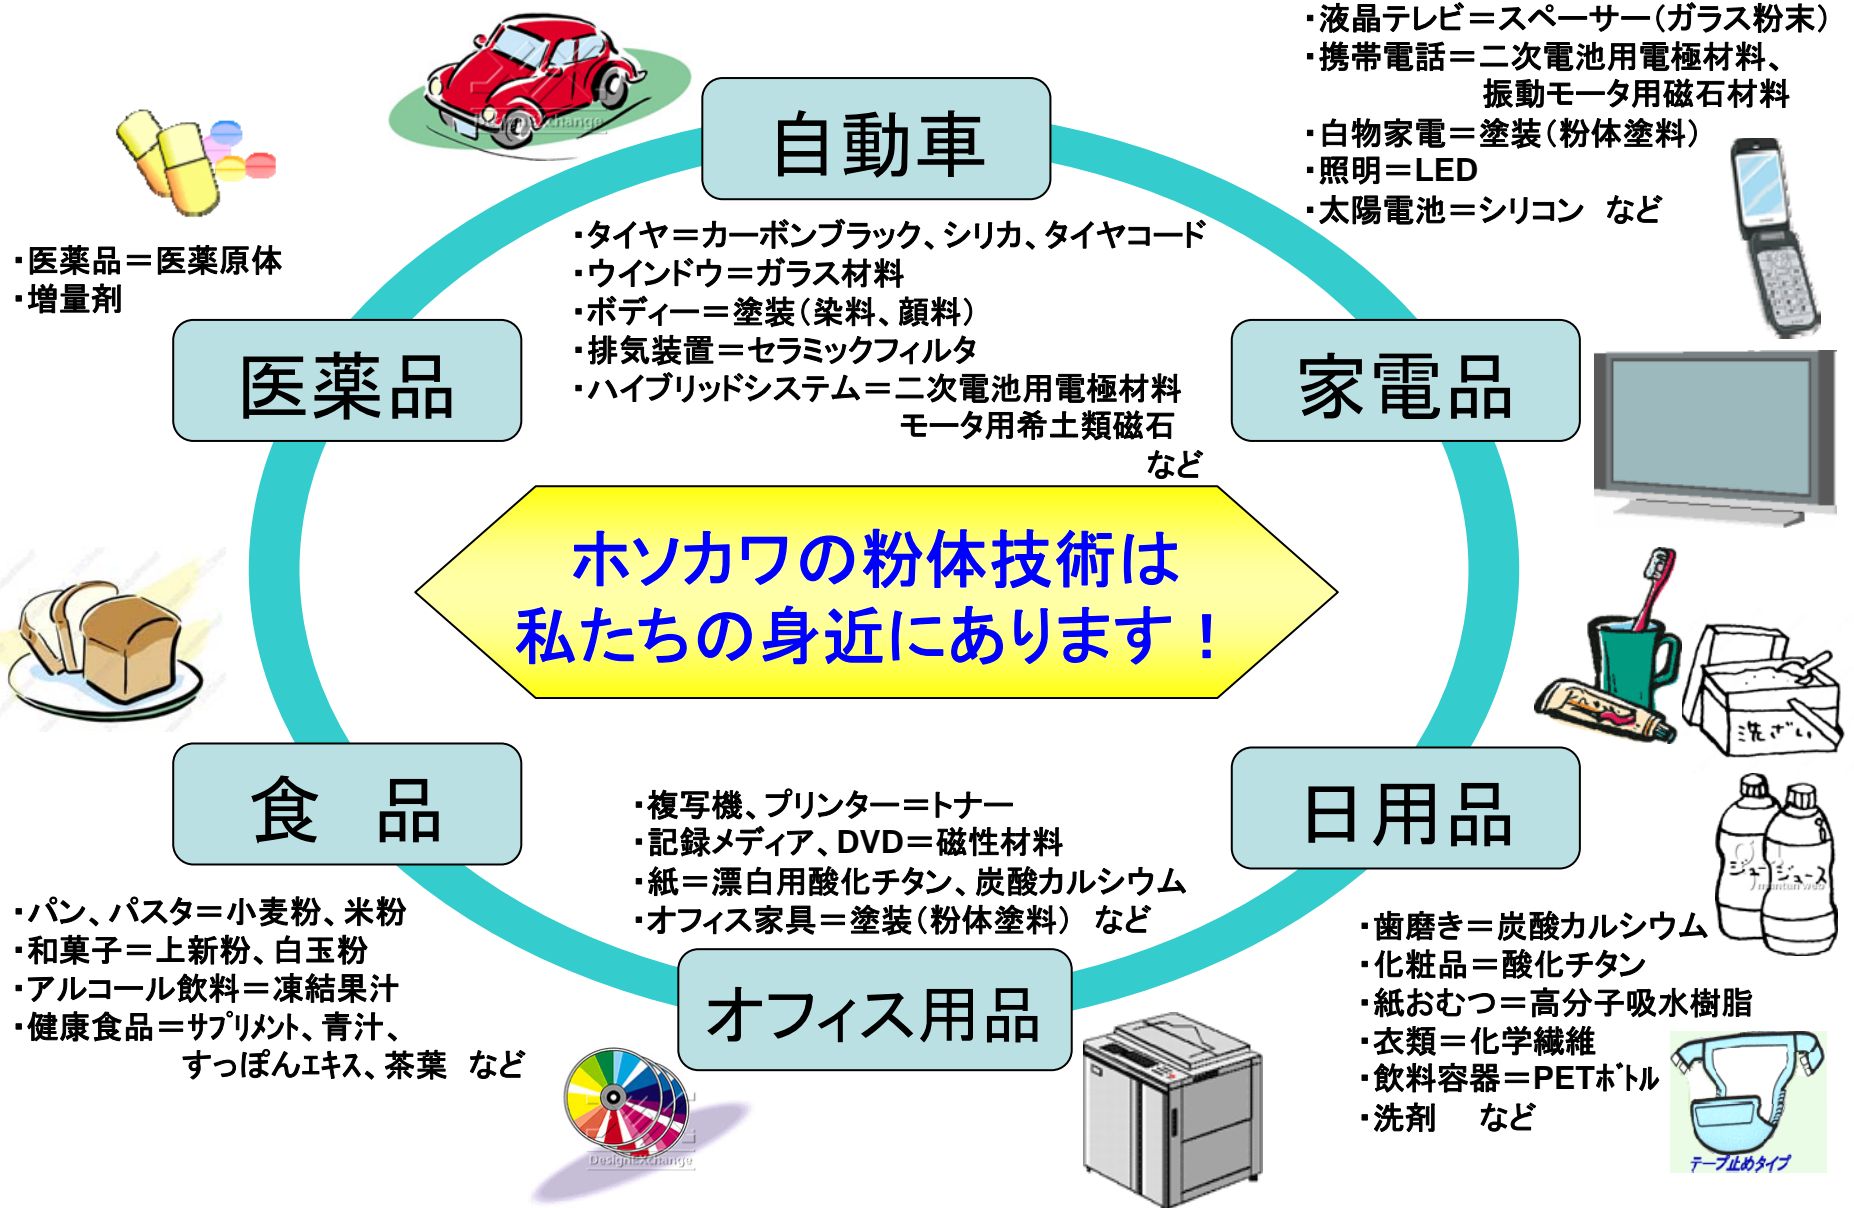 自動車
・タイヤ＝カーボンブラック、シリカ、タイヤコード
・ウインドウ＝ガラス材料
・ボディー＝塗装（染料、顔料）
・排気装置＝セラミックフィルタ
・ハイブリッドシステム＝二次電池用電極材料
モータ用希土類磁石
など
・液晶テレビ＝スペーサー（ガラス粉末）
・携帯電話＝二次電池用電極材料、
振動モータ用磁石材料
・白物家電＝塗装（粉体塗料）
・照明＝LED
・太陽電池＝シリコン など
家電品
・医薬品＝医薬原体
・増量剤
医薬品
ホソカワの粉体技術は
私たちの身近にあります！
食 品
・パン、パスタ＝小麦粉、米粉
・和菓子＝上新粉、白玉粉
・アルコール飲料＝凍結果汁
・健康食品＝ｻﾌﾟﾘﾒﾝﾄ、青汁、
すっぽんｴｷｽ、茶葉 など
・複写機、プリンター＝トナー
・記録メディア、DVD＝磁性材料
・紙＝漂白用酸化チタン、炭酸カルシウム
・オフィス家具＝塗装（粉体塗料） など
オフィス用品
日用品
・歯磨き＝炭酸カルシウム
・化粧品＝酸化チタン
・紙おむつ＝高分子吸水樹脂
・衣類＝化学繊維
・飲料容器＝PETﾎﾞﾄﾙ
・洗剤 など
洗ざい
ジュース
ジュース
テープ止めタイプ
DesignExchange
DesignExchange